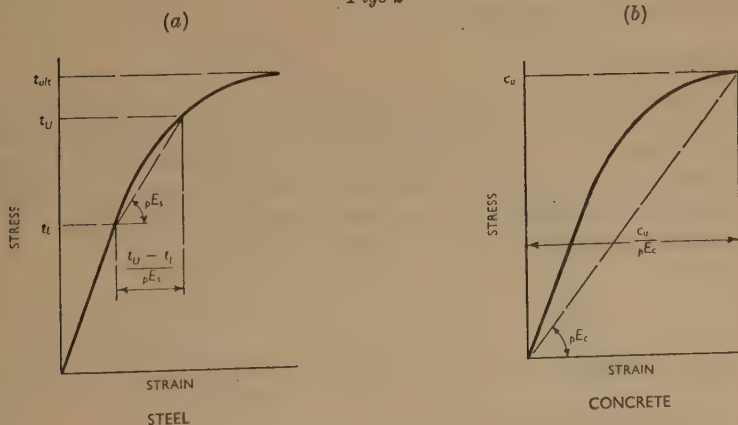 (a)
(b)
t_ult
t_U
t_l
STRESS
pE_s
t_U − t_l
pE_s
STRAIN
STEEL
c_u
STRESS
c_u
pE_c
pE_c
STRAIN
CONCRETE